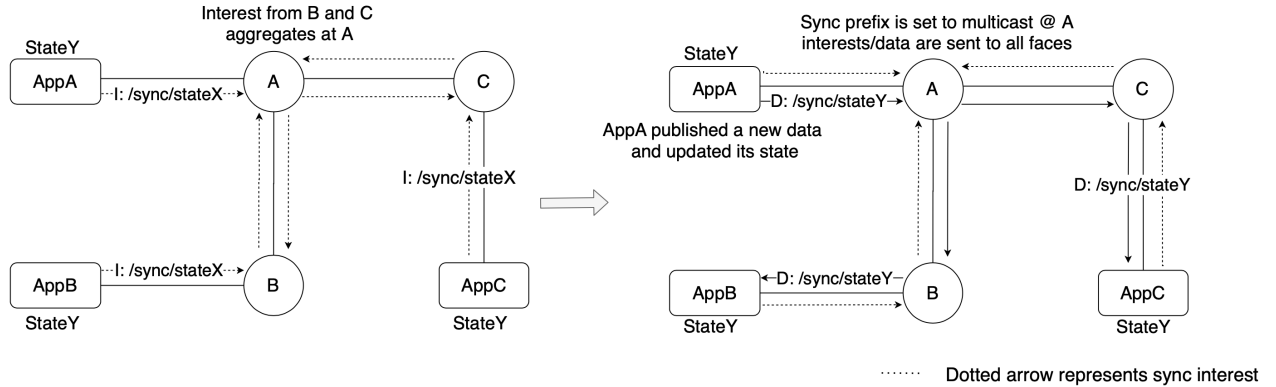 Interest from B and C
aggregates at A
StateY
AppA
I: /sync/stateX
A
C
I: /sync/stateX
AppB
I: /sync/stateX
B
AppC
StateY
StateY
Sync prefix is set to multicast @ A
interests/data are sent to all faces
StateY
AppA
D: /sync/stateY
A
C
AppA published a new data
and updated its state
D: /sync/stateY
AppB
D: /sync/stateY
B
AppC
StateY
StateY
Dotted arrow represents sync interest